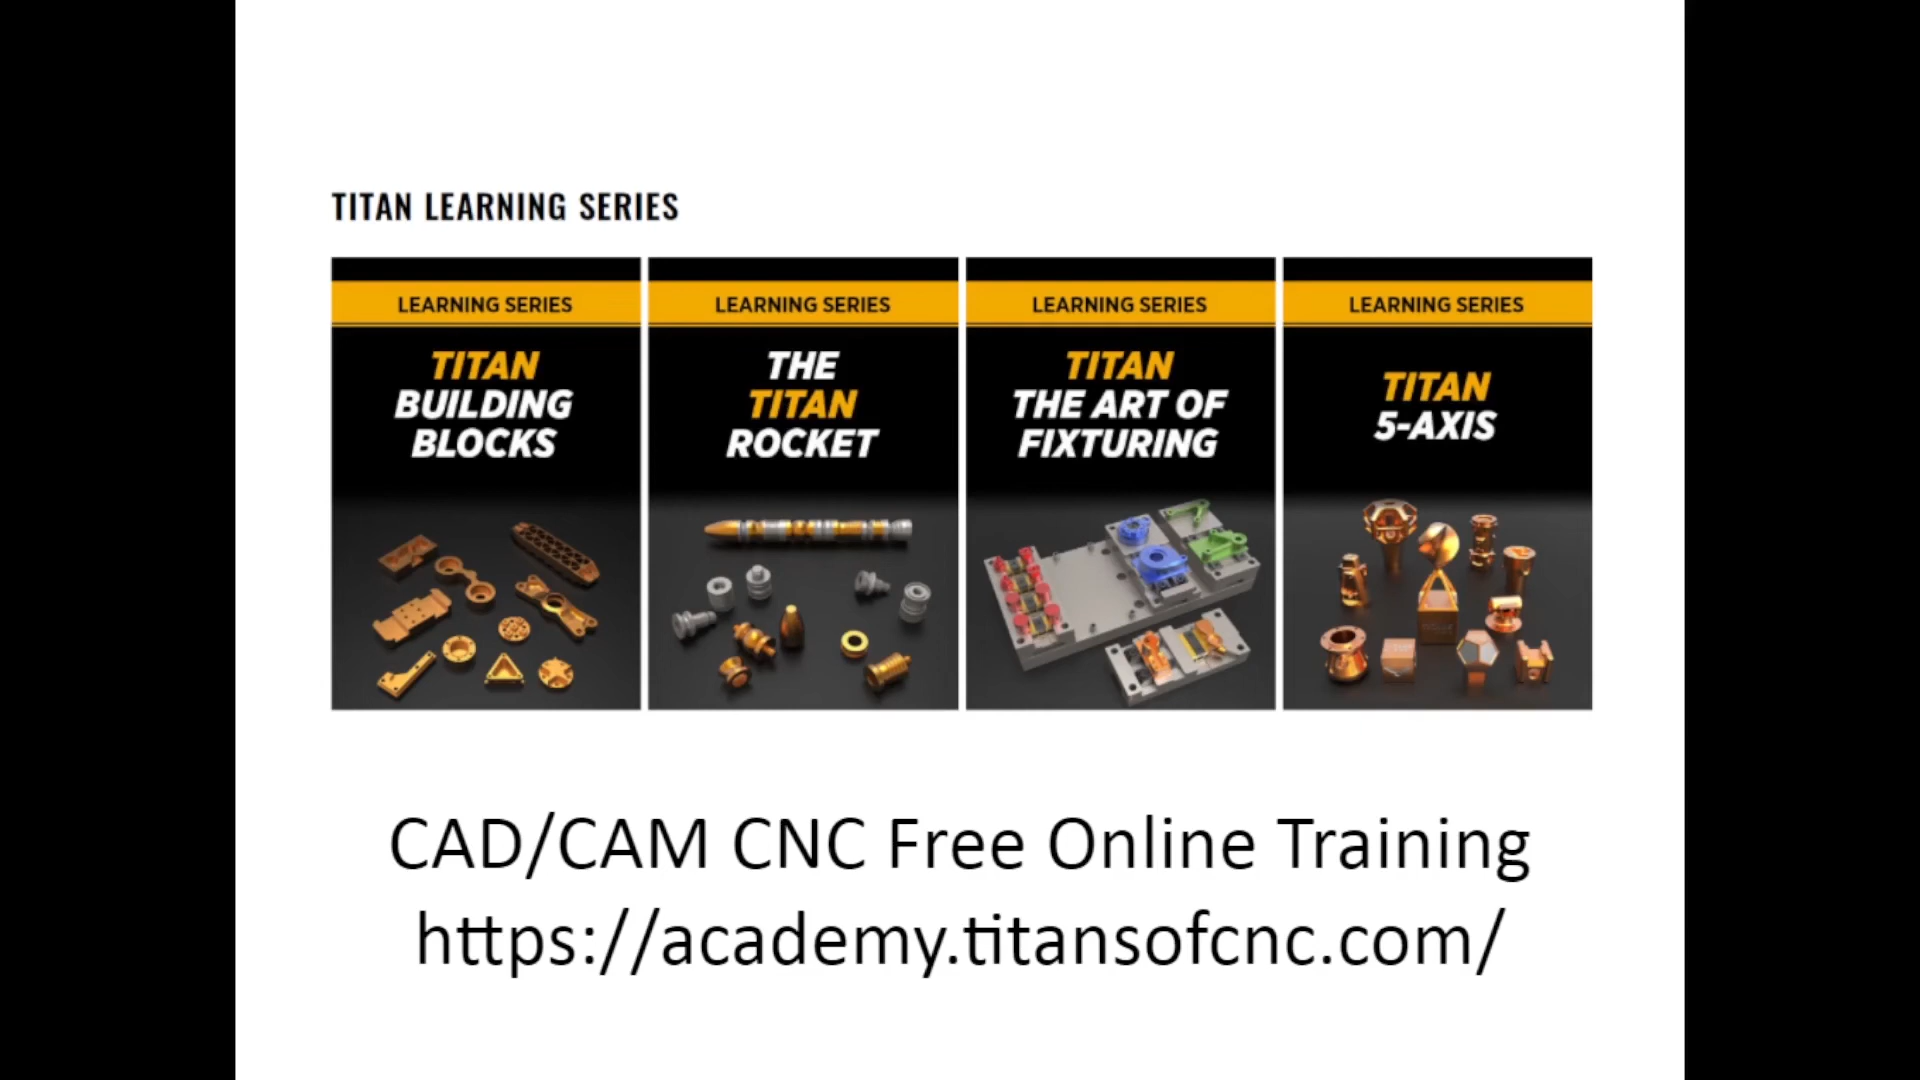 TITAN LEARNING SERIES
LEARNING SERIES
TITAN
BUILDING
BLOCKS
LEARNING SERIES
THE
TITAN
ROCKET
LEARNING SERIES
TITAN
THE ART OF
FIXTURING
LEARNING SERIES
TITAN
5-AXIS
CAD/CAM CNC Free Online Training
https://academy.titansofcnc.com/